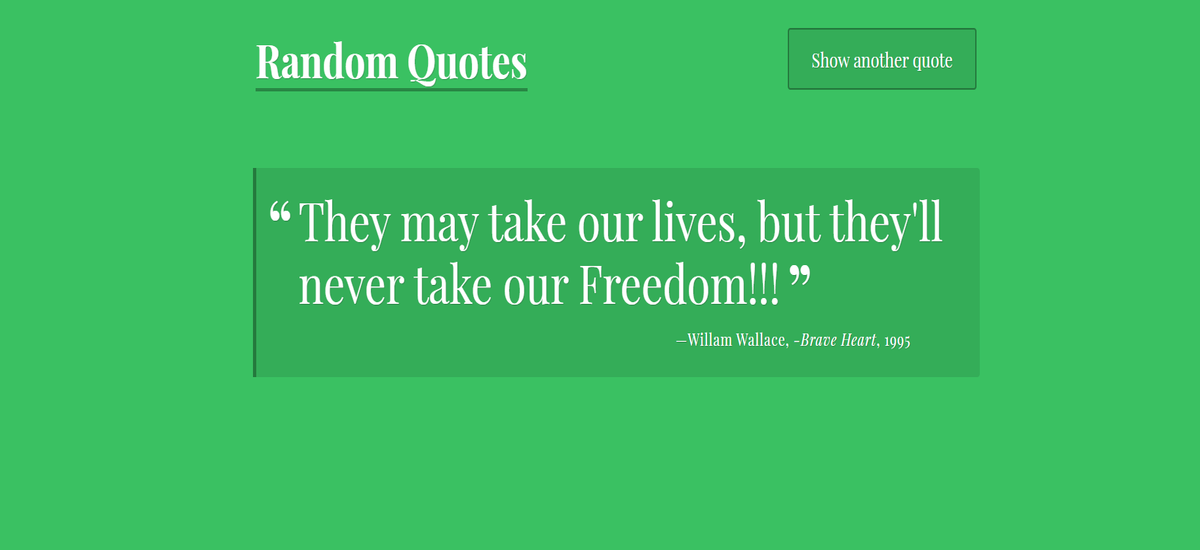 Random Quotes
Show another quote
“ They may take our lives, but they'll
never take our Freedom!!! ”
—Willam Wallace, -Brave Heart, 1995